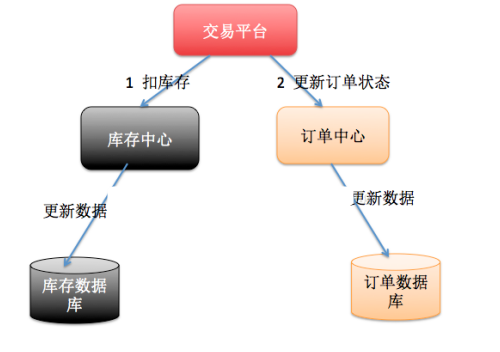 交易平台
1 扣库存
2 更新订单状态
库存中心
订单中心
更新数据
更新数据
库存数据
库
订单数据
库